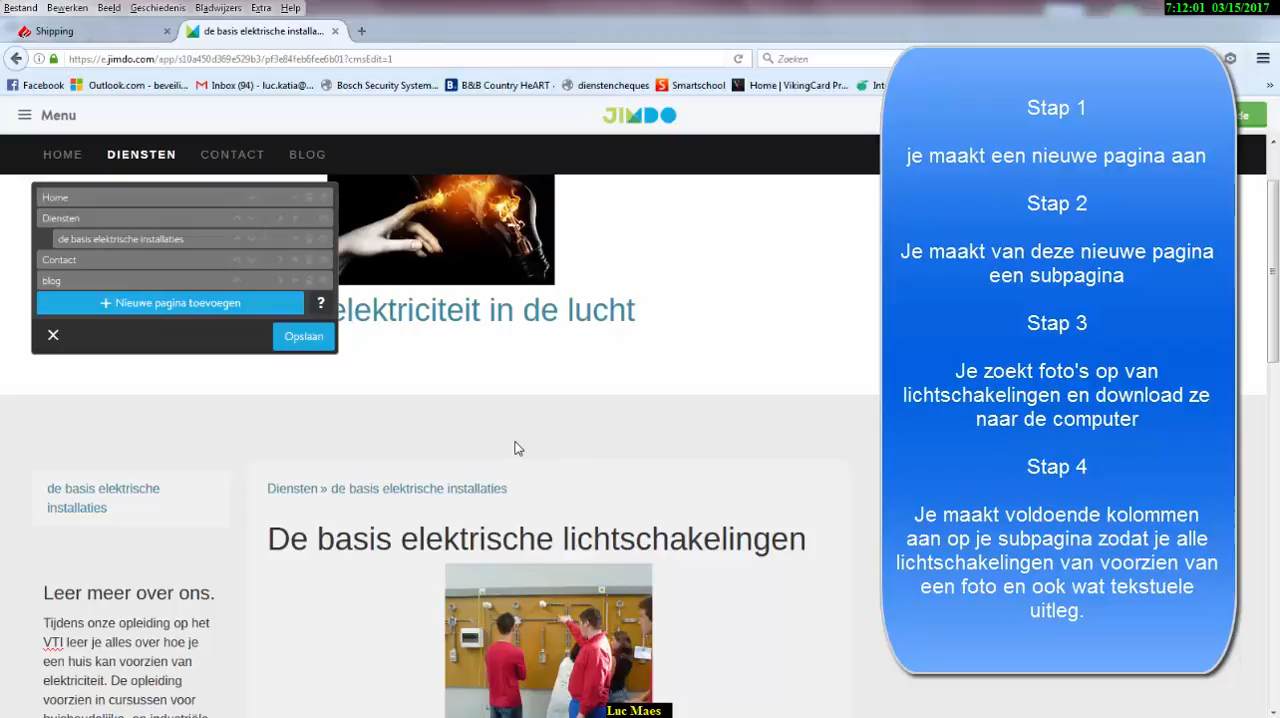 Bestand Bewerken Beeld Geschiedenis Bladwijzers Extra Help
7:12:01 03/15/2017
Shipping
de basis elektrische installa...
https://e.jimdo.com/app/s10a450d369e529b3/pf3e84feb6fee6b01?cmsEdit=1
Zoeken
Facebook Outlook.com - beveili... Inbox (94) - luc.katia@... Bosch Security System... B&B Country HeART - dienstencheques Smartschool Home | VikingCard Pr...
Menu
JIMDO
HOME DIENSTEN CONTACT BLOG
Home
Diensten
de basis elektrische installaties
Contact
blog
+ Nieuwe pagina toevoegen ?
Opslaan
elektriciteit in de lucht
de basis elektrische
installaties
Diensten » de basis elektrische installaties
De basis elektrische lichtschakelingen
Leer meer over ons.
Tijdens onze opleiding op het
VTI leer je alles over hoe je
een huis kan voorzien van
elektriciteit. De opleiding
voorzien in cursussen voor
huishoudelijke- en industriële
Stap 1
je maakt een nieuwe pagina aan
Stap 2
Je maakt van deze nieuwe pagina
een subpagina
Stap 3
Je zoekt foto's op van
lichtschakelingen en download ze
naar de computer
Stap 4
Je maakt voldoende kolommen
aan op je subpagina zodat je alle
lichtschakelingen van voorzien van
een foto en ook wat tekstuele
uitleg.
Luc Maes